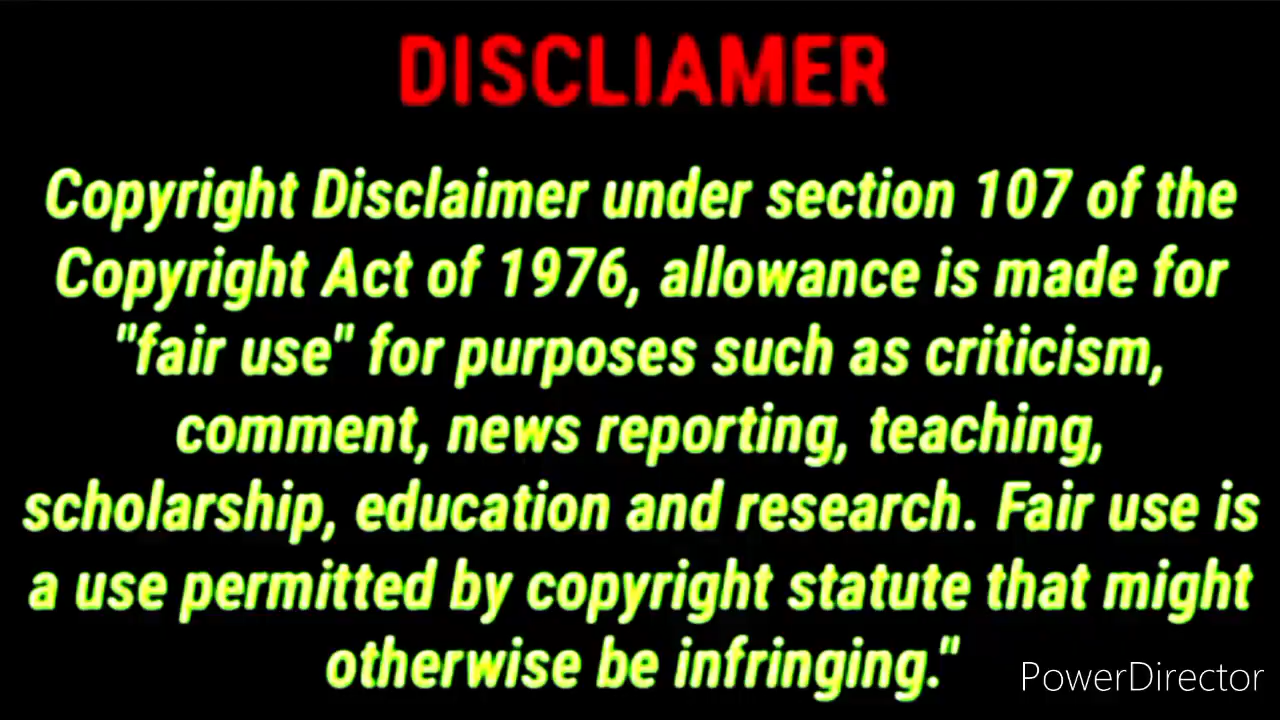 DISCLIAMER
Copyright Disclaimer under section 107 of the
Copyright Act of 1976, allowance is made for
"fair use" for purposes such as criticism,
comment, news reporting, teaching,
scholarship, education and research. Fair use is
a use permitted by copyright statute that might
otherwise be infringing."
PowerDirector